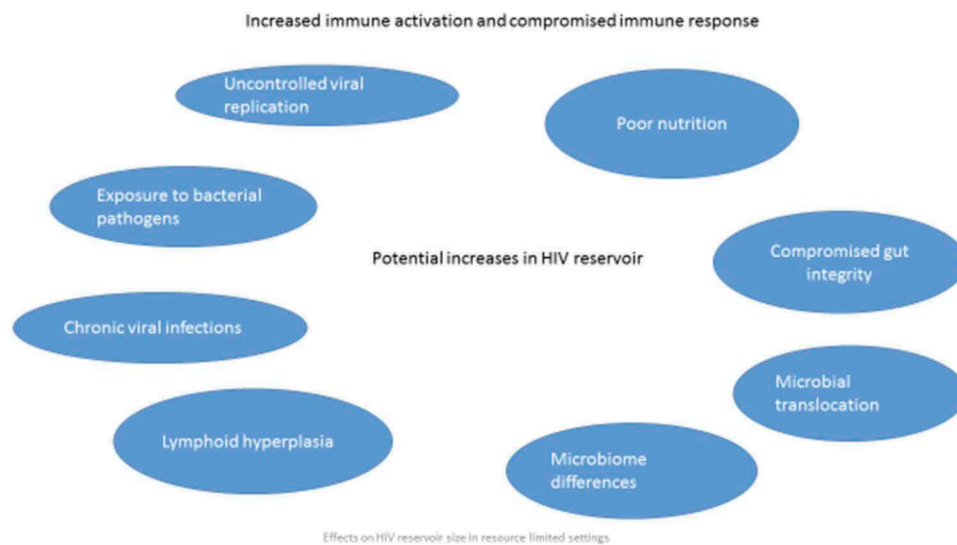 Increased immune activation and compromised immune response
Uncontrolled viral
replication
Poor nutrition
Exposure to bacterial
pathogens
Potential increases in HIV reservoir
Compromised gut
integrity
Chronic viral infections
Microbial
translocation
Lymphoid hyperplasia
Microbiome
differences
Effects on HIV reservoir size in resource limited settings